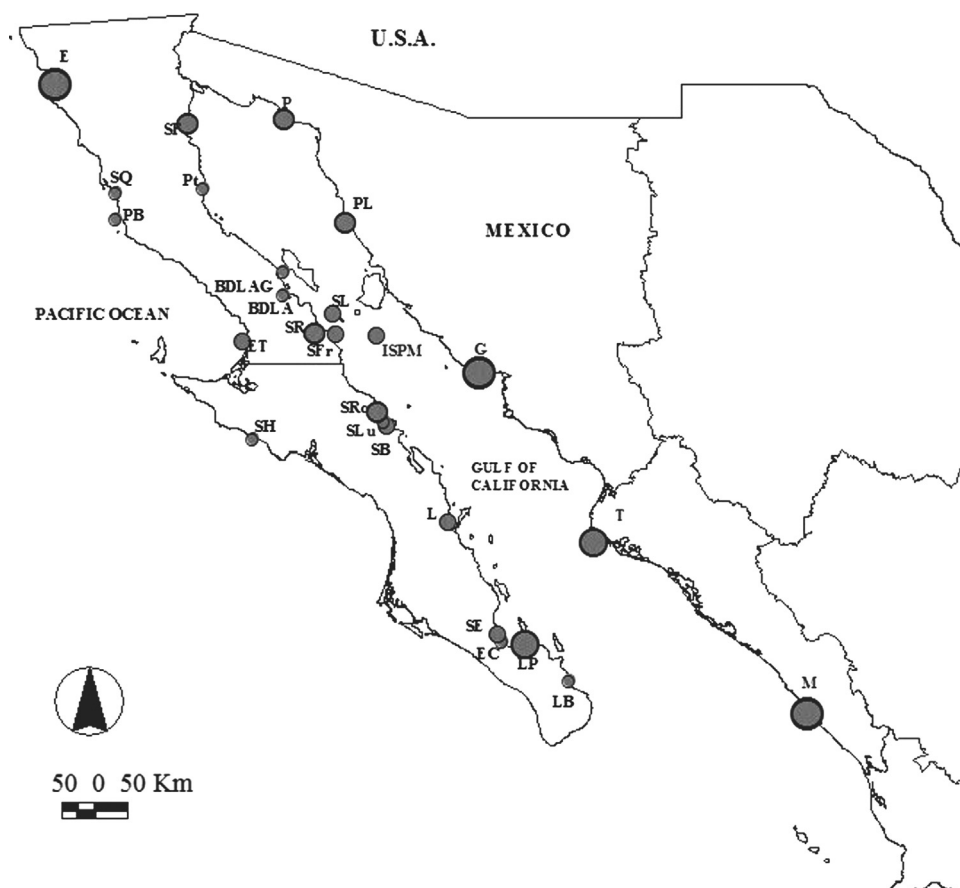 U.S.A.
E
P
SF
SQ
Pt
PB
PL
MEXICO
BDLAG
BDLA
SL
PACIFIC OCEAN
SR
SFr
ISPM
ET
G
SRo
SLu
SH
SB
GULF OF
CALIFORNIA
L
T
SE
EC
LP
LB
M
50 0 50 Km